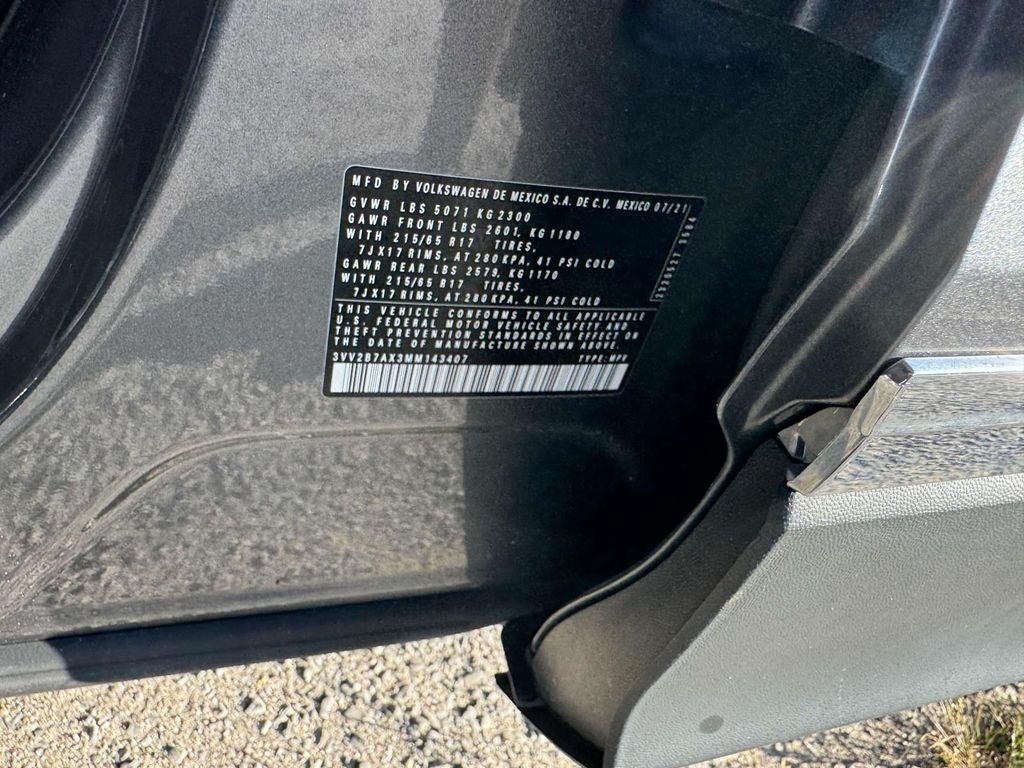 MFD BY VOLKSWAGEN DE MEXICO S.A. DE C.V. MEXICO 07/21
GVWR LBS 5071 KG 2300
GAWR FRONT LBS 2601, KG 1180
WITH 215/65 R17 TIRES,
7JX17 RIMS, AT 280 KPA, 41 PSI COLD
GAWR REAR LBS 2579, KG 1170
WITH 215/65 R17 TIRES,
7JX17 RIMS, AT 280 KPA, 41 PSI COLD
THIS VEHICLE CONFORMS TO ALL APPLICABLE
U.S. FEDERAL MOTOR VEHICLE SAFETY AND
THEFT PREVENTION STANDARDS IN EFFECT ON
THE DATE OF MANUFACTURE SHOWN ABOVE.
3VV2B7AX3MM143407 TYPE: MPV